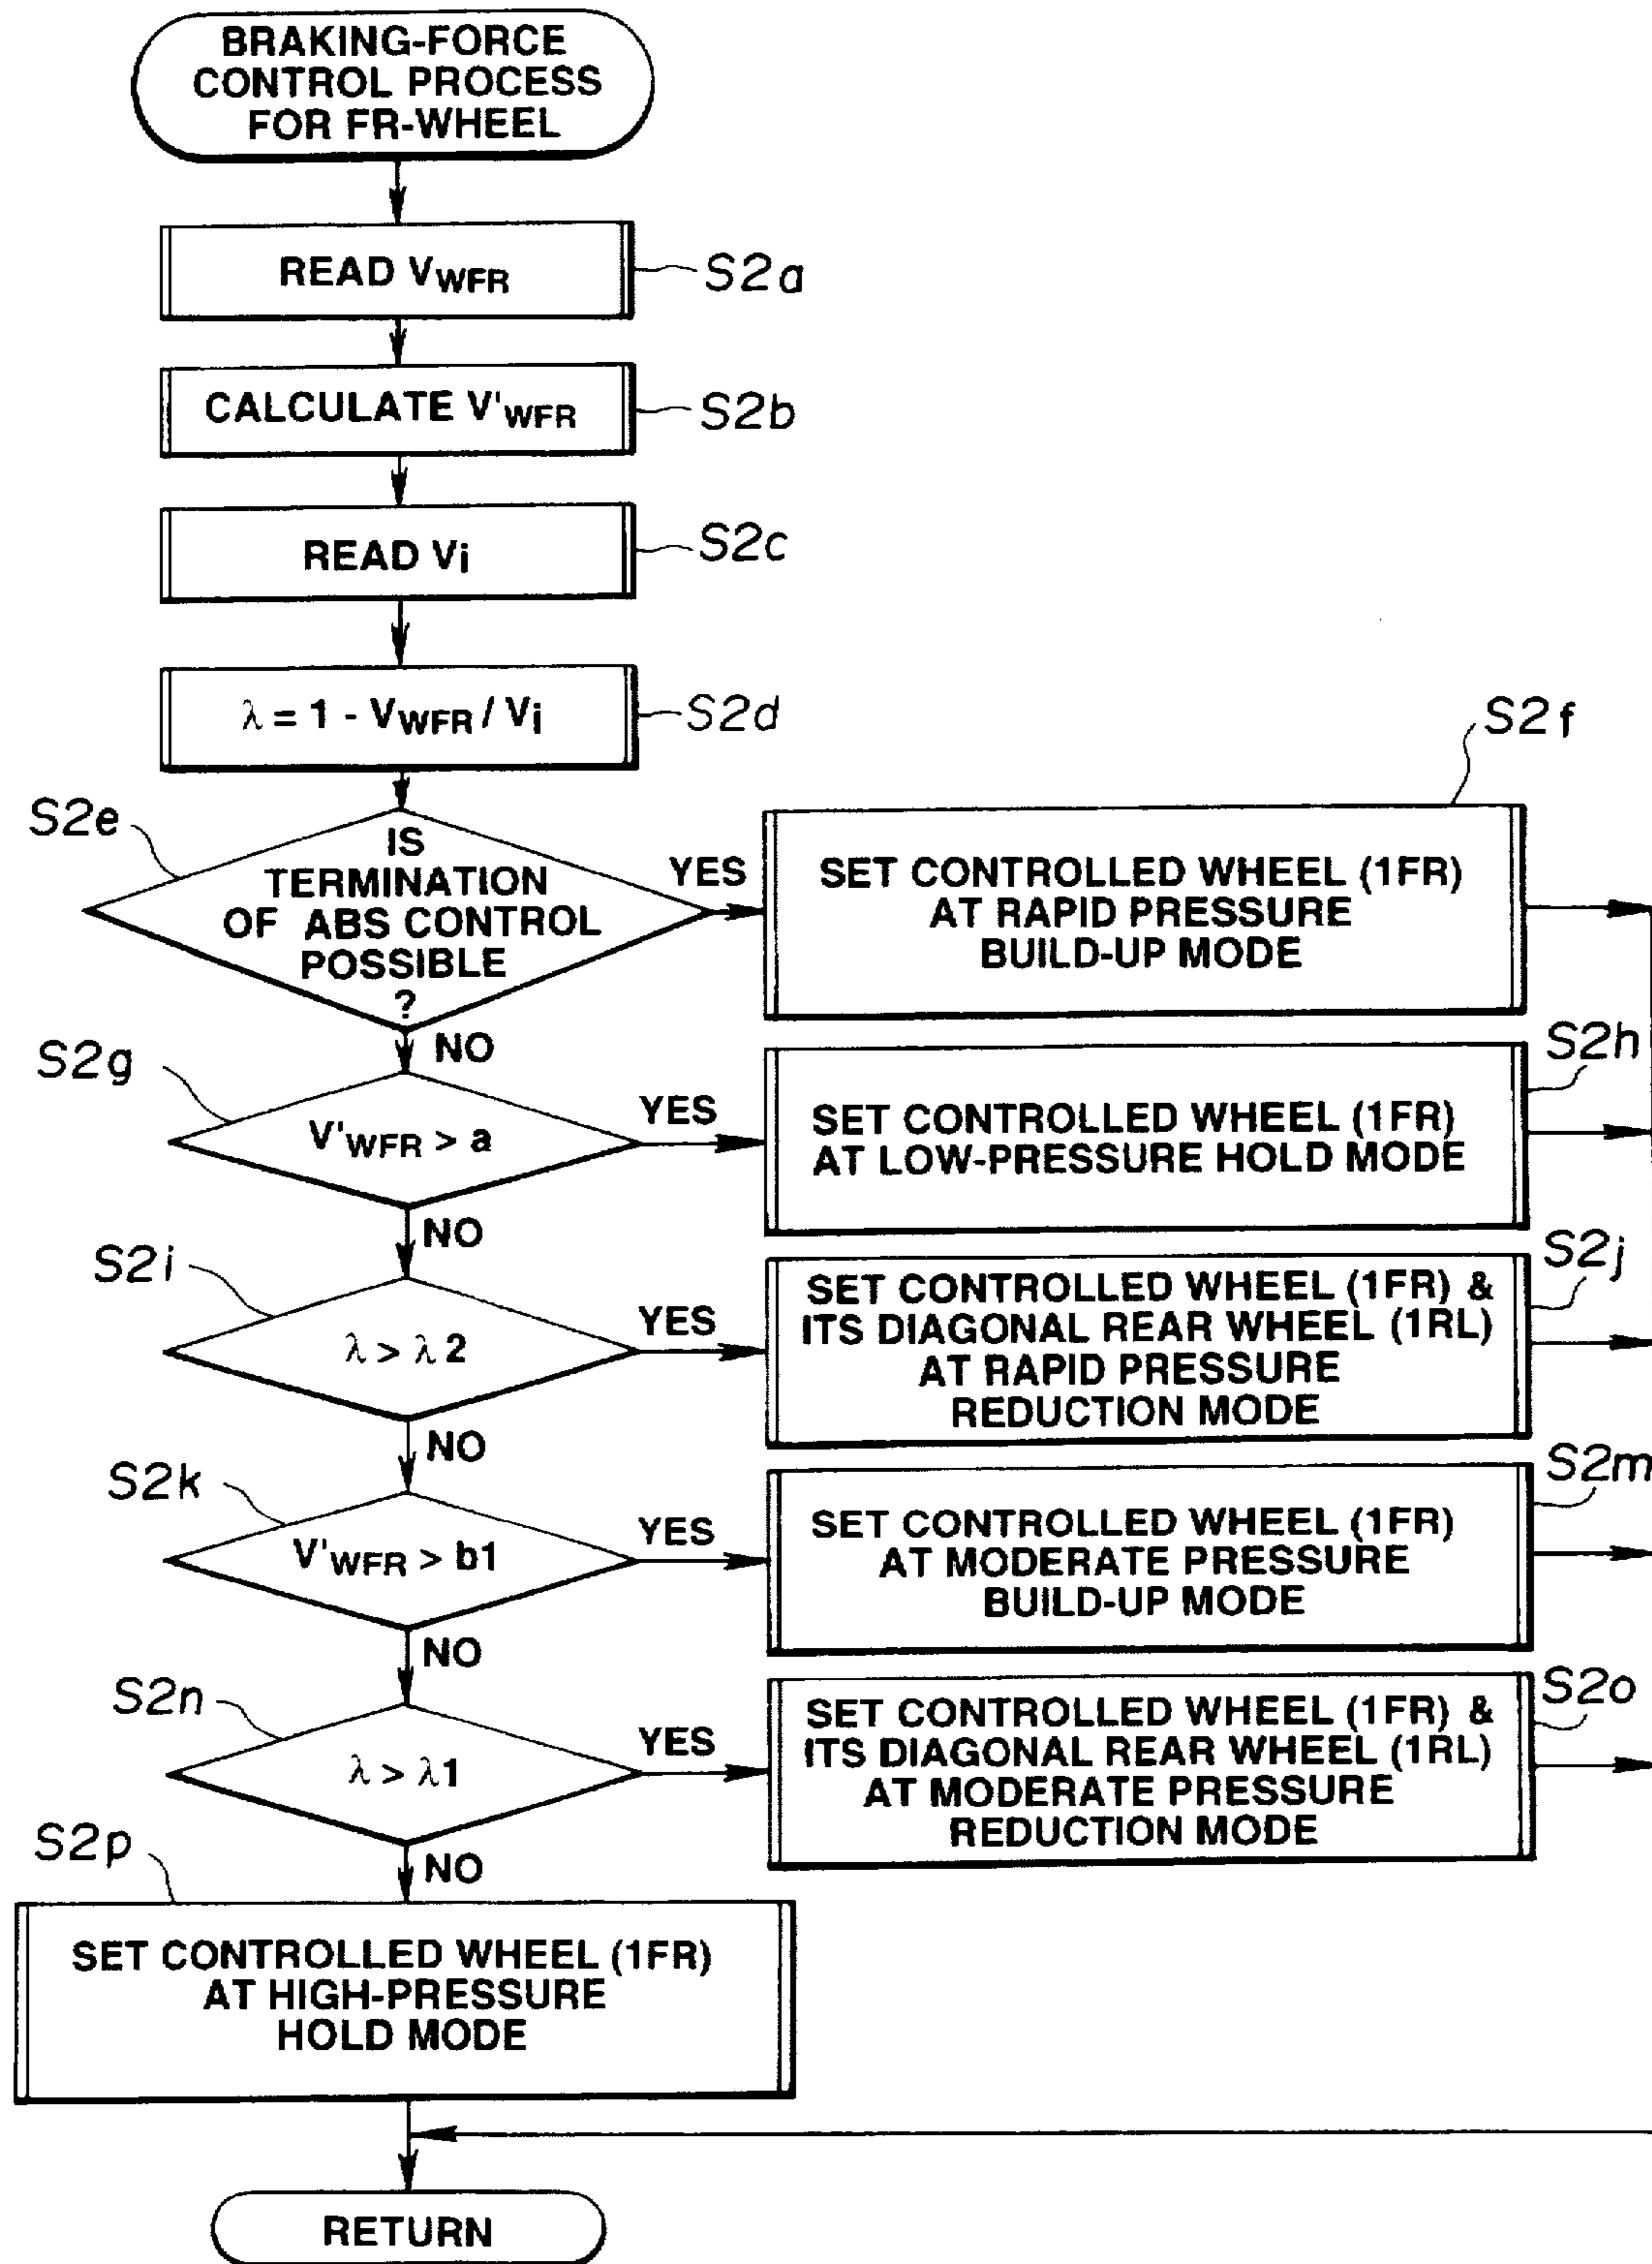 BRAKING-FORCE
CONTROL PROCESS
FOR FR-WHEEL
READ VWFR
S2a
CALCULATE V'WFR
S2b
READ Vi
S2c
λ = 1 - VWFR / Vi
S2d
S2e
IS
TERMINATION
OF ABS CONTROL
POSSIBLE
?
YES
S2f
SET CONTROLLED WHEEL (1FR)
AT RAPID PRESSURE
BUILD-UP MODE
NO
S2g
V'WFR > a
YES
S2h
SET CONTROLLED WHEEL (1FR)
AT LOW-PRESSURE HOLD MODE
NO
S2i
λ > λ2
YES
S2j
SET CONTROLLED WHEEL (1FR) &
ITS DIAGONAL REAR WHEEL (1RL)
AT RAPID PRESSURE
REDUCTION MODE
NO
S2k
V'WFR > b1
YES
S2m
SET CONTROLLED WHEEL (1FR)
AT MODERATE PRESSURE
BUILD-UP MODE
NO
S2n
λ > λ1
YES
S2o
SET CONTROLLED WHEEL (1FR) &
ITS DIAGONAL REAR WHEEL (1RL)
AT MODERATE PRESSURE
REDUCTION MODE
NO
S2p
SET CONTROLLED WHEEL (1FR)
AT HIGH-PRESSURE
HOLD MODE
RETURN